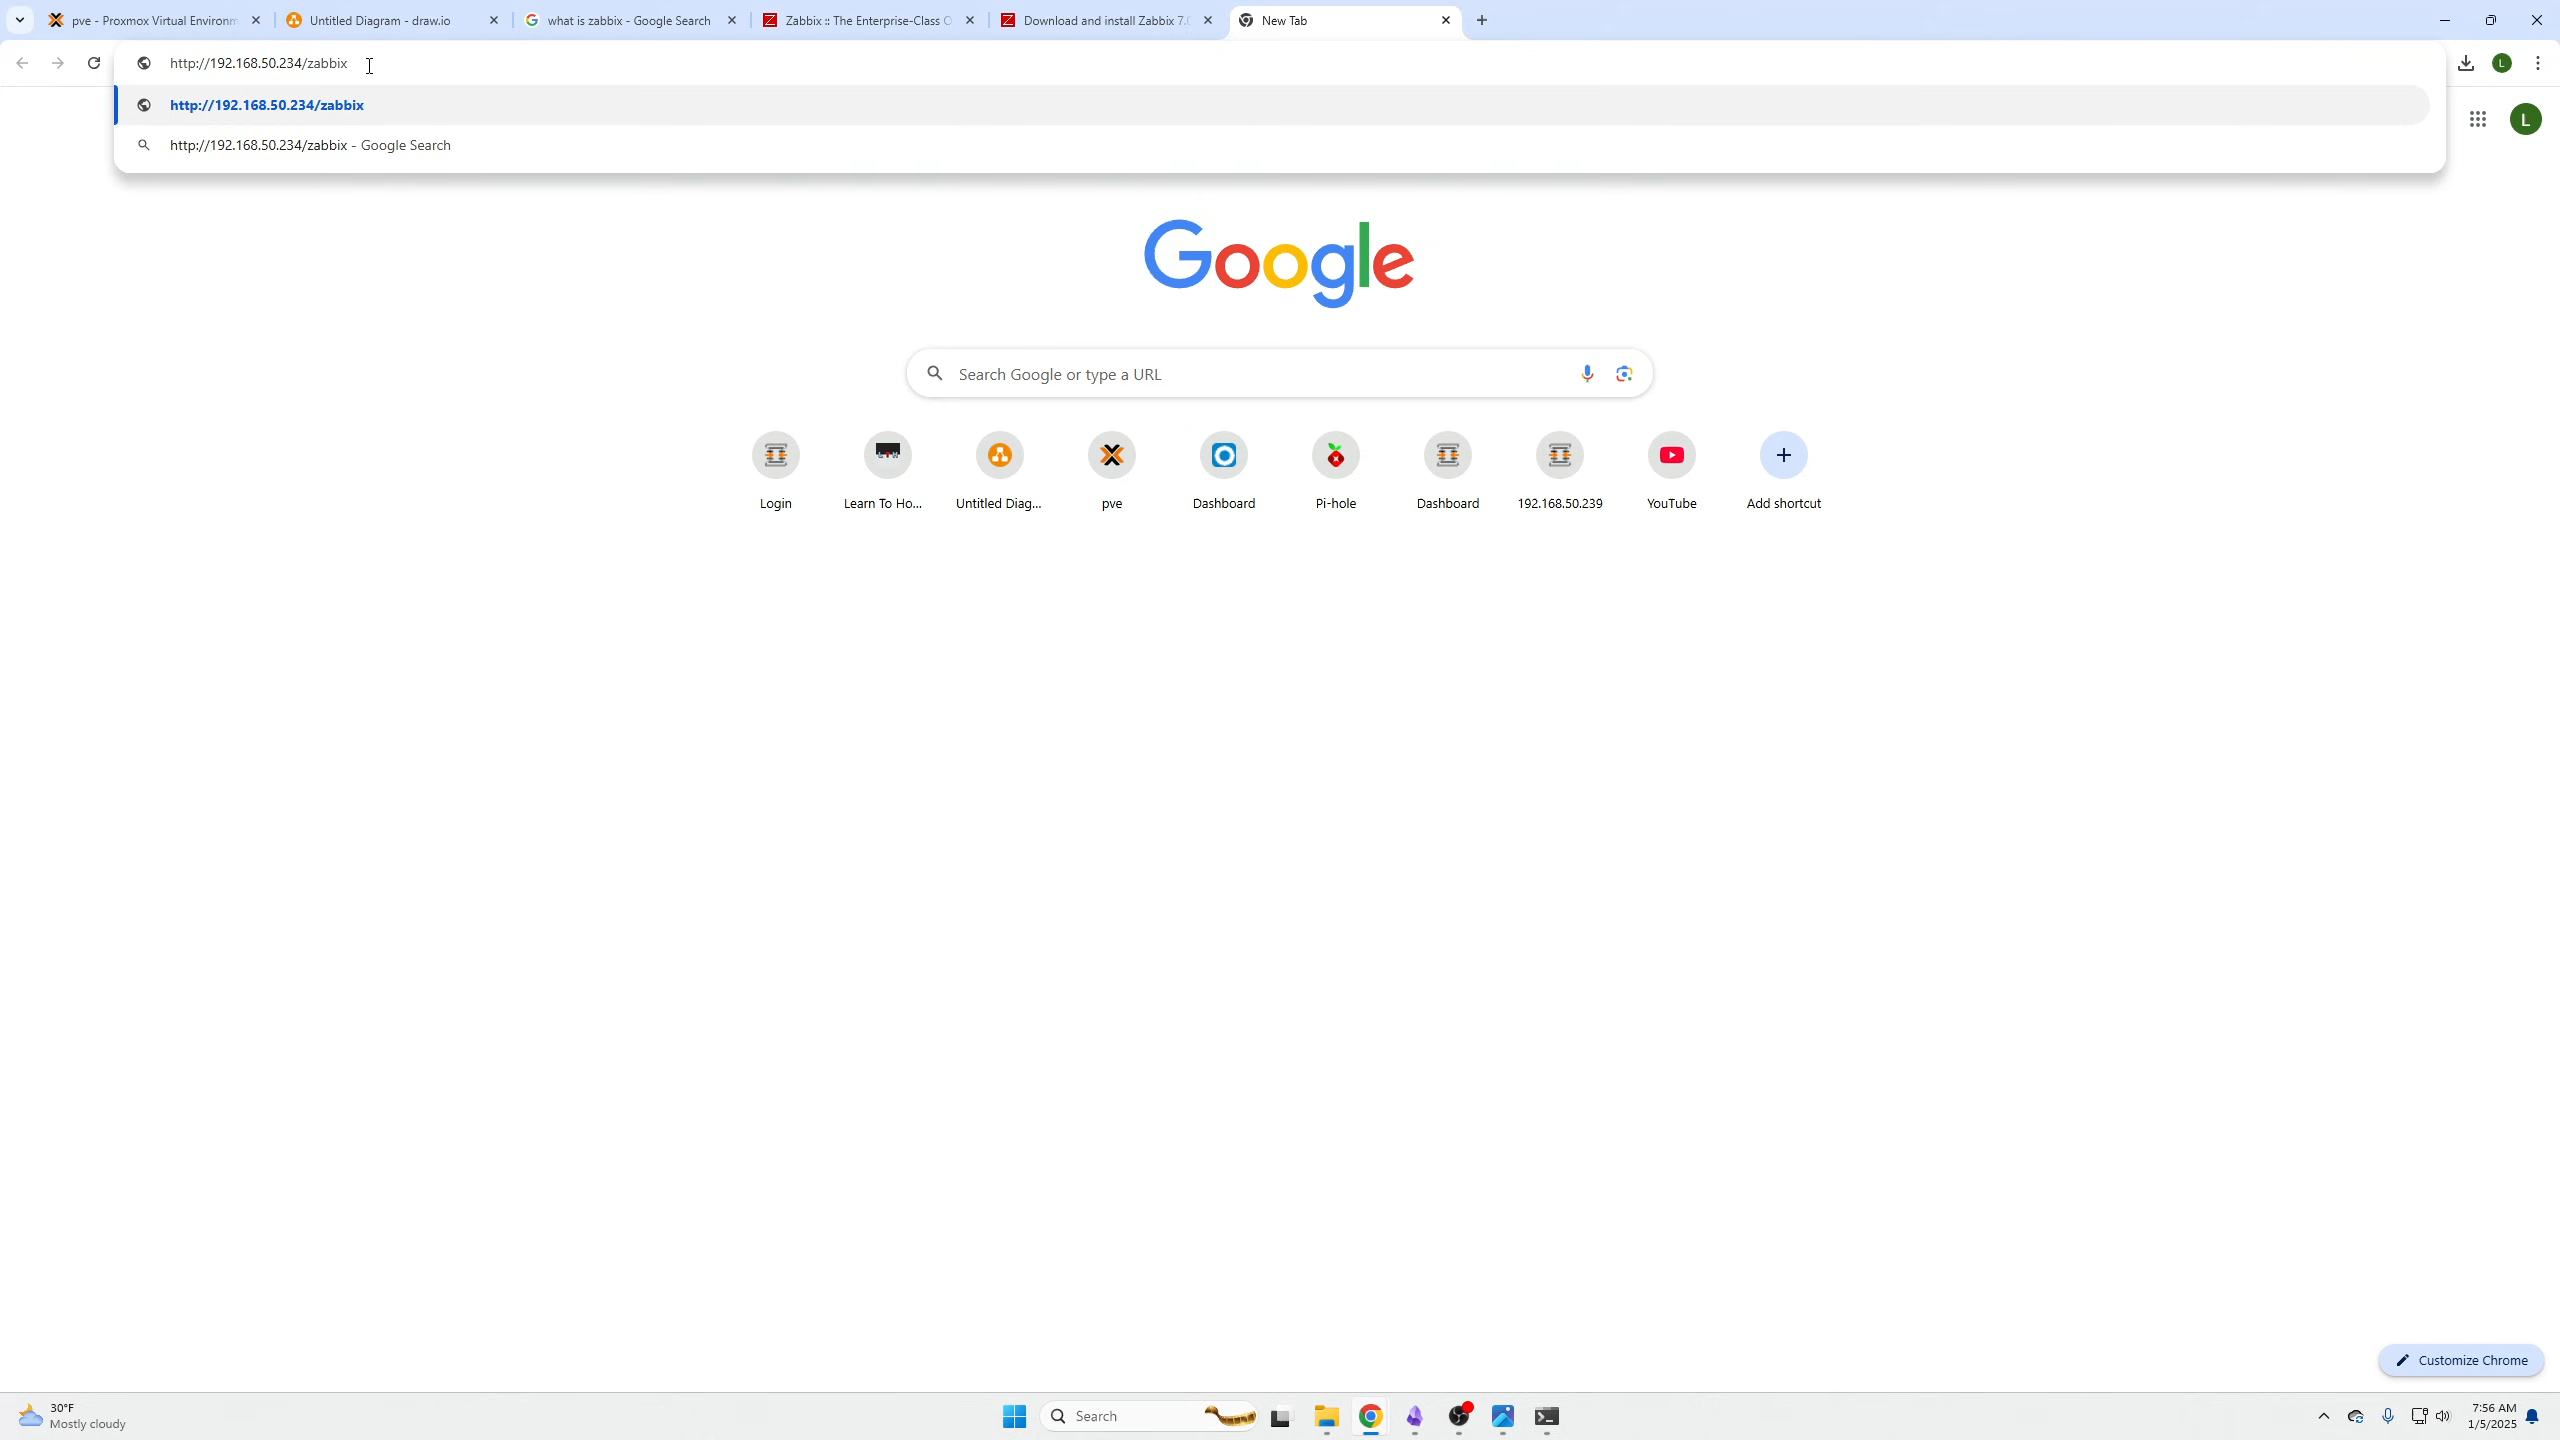 pve - Proxmox Virtual Environm
Untitled Diagram - draw.io
what is zabbix - Google Search
Zabbix :: The Enterprise-Class O
Download and install Zabbix 7.0
New Tab
http://192.168.50.234/zabbix
L
http://192.168.50.234/zabbix
http://192.168.50.234/zabbix - Google Search
L
Google
Search Google or type a URL
Login
Learn To Ho...
Untitled Diag...
pve
Dashboard
Pi-hole
Dashboard
192.168.50.239
YouTube
Add shortcut
Customize Chrome
30°F
Mostly cloudy
Search
7:56 AM
1/5/2025